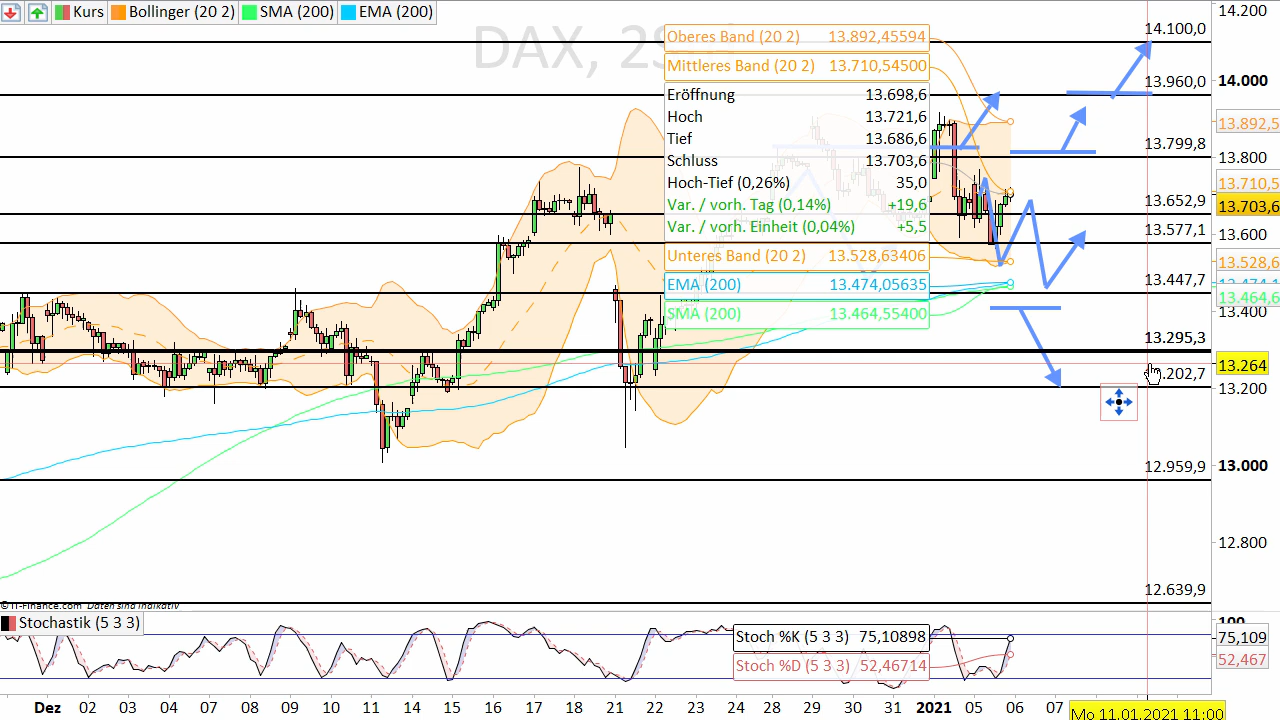 Kurs Bollinger (20 2) SMA (200) EMA (200)
DAX, 2S
Oberes Band (20 2) 13.892,45594
Mittleres Band (20 2) 13.710,54500
Eröffnung 13.698,6
Hoch 13.721,6
Tief 13.686,6
Schluss 13.703,6
Hoch-Tief (0,26%) 35,0
Var. / vorh. Tag (0,14%) +19,6
Var. / vorh. Einheit (0,04%) +5,5
Unteres Band (20 2) 13.528,63406
EMA (200) 13.474,05635
SMA (200) 13.464,55400
14.100,0
13.960,0
13.799,8
13.652,9
13.577,1
13.447,7
13.295,3
.202,7
12.959,9
12.639,9
14.200
14.000
13.892,5
13.800
13.710,5
13.703,6
13.600
13.528,6
13.464,6
13.400
13.264
13.200
13.000
12.800
© IT-Finance.com Daten sind indikativ
Stochastik (5 3 3)
Stoch %K (5 3 3) 75,10898
Stoch %D (5 3 3) 52,46714
100
75,109
52,467
Dez 02 03 04 07 08 09 10 11 14 15 16 17 18 21 22 23 24 28 29 30 31 2021 05 06 07
Mo 11.01.2021 11:00